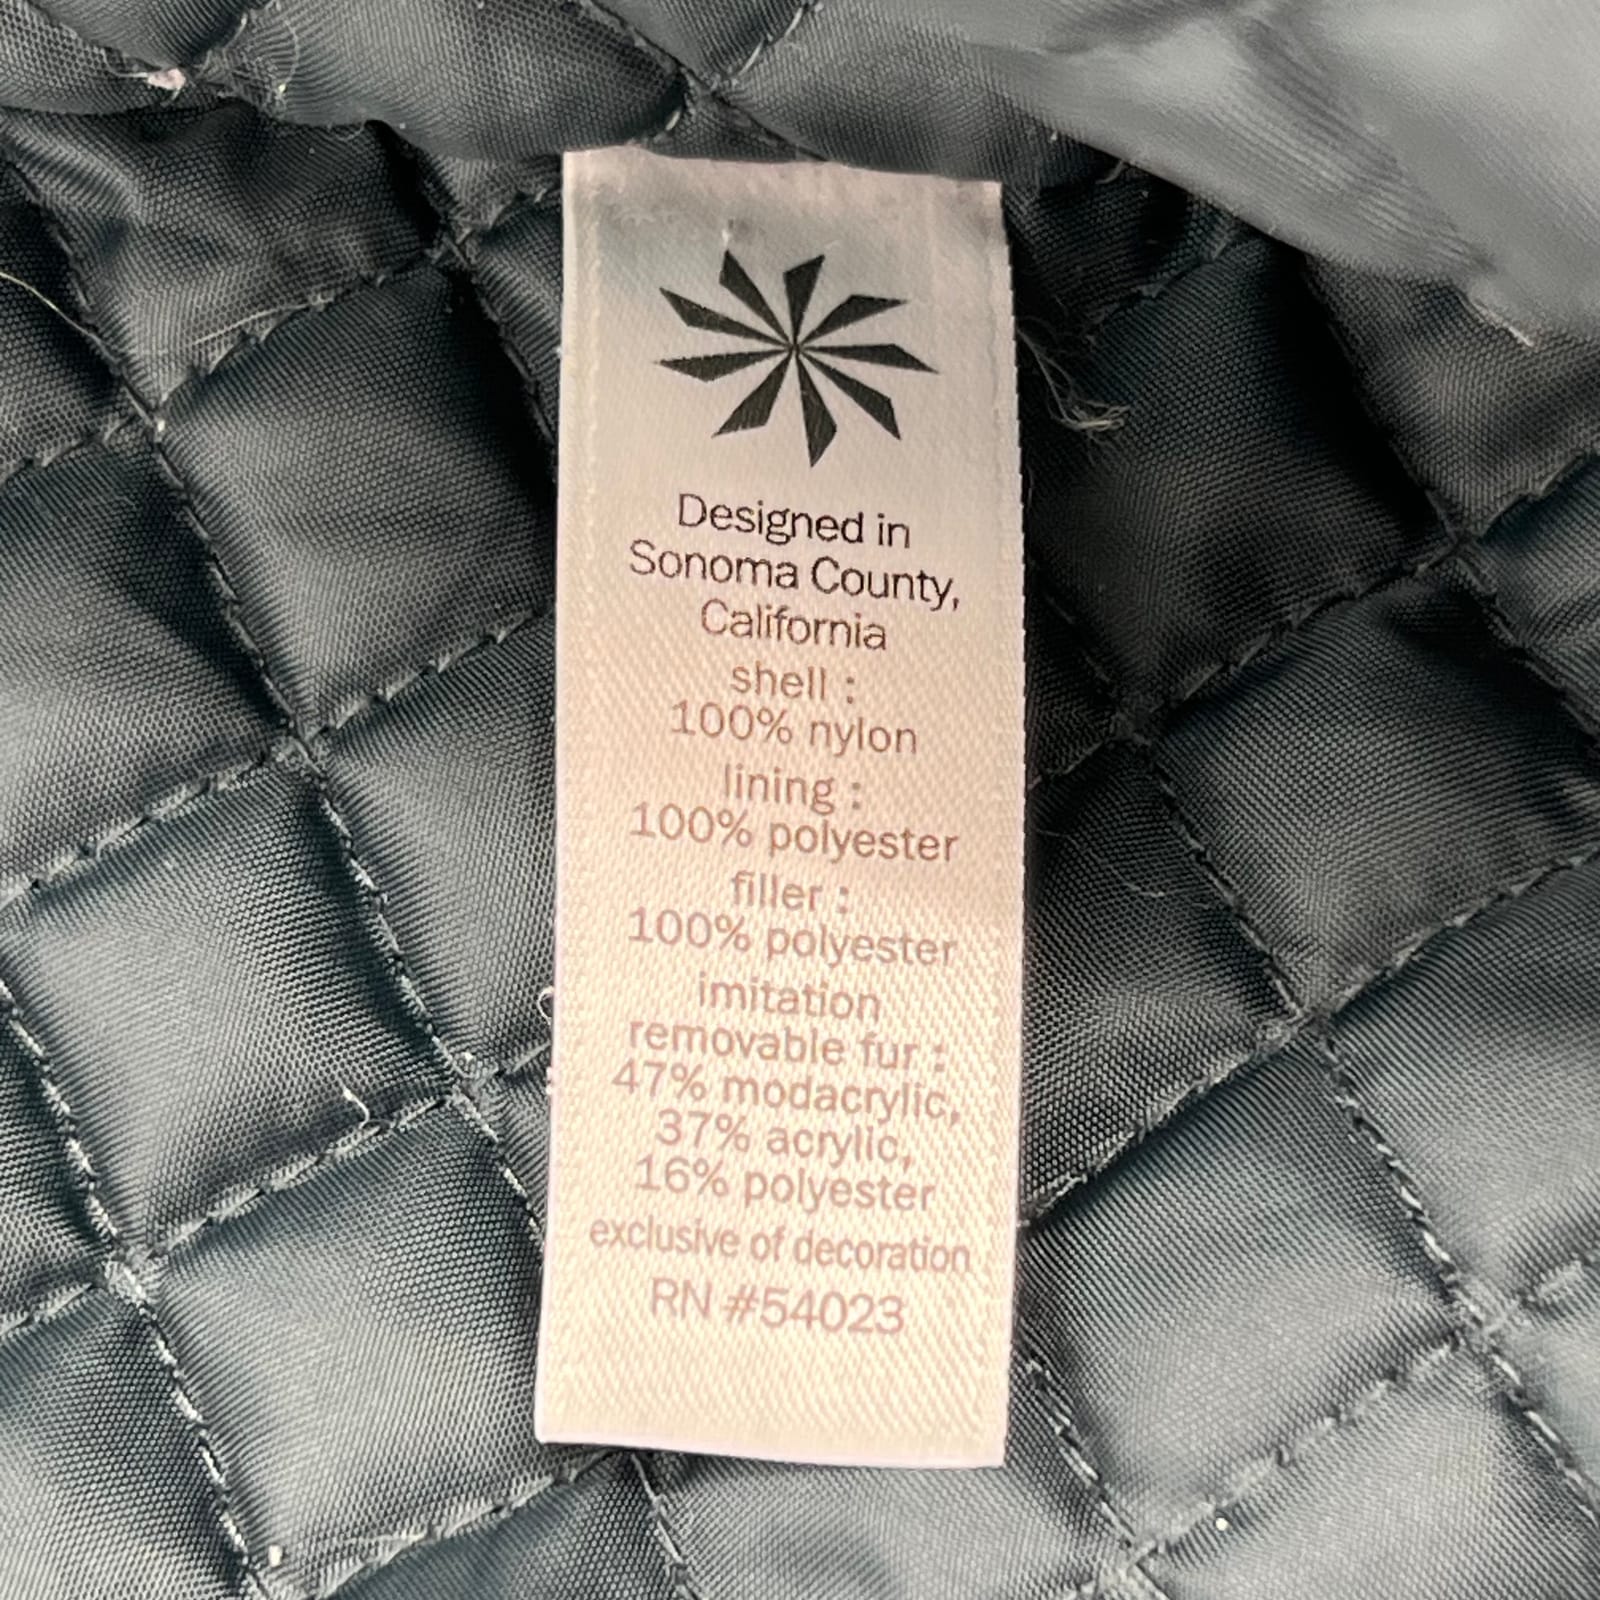 Designed in
Sonoma County,
California
shell :
100% nylon
lining :
100% polyester
filler :
100% polyester
imitation
removable fur :
47% modacrylic,
37% acrylic,
16% polyester
exclusive of decoration
RN #54023